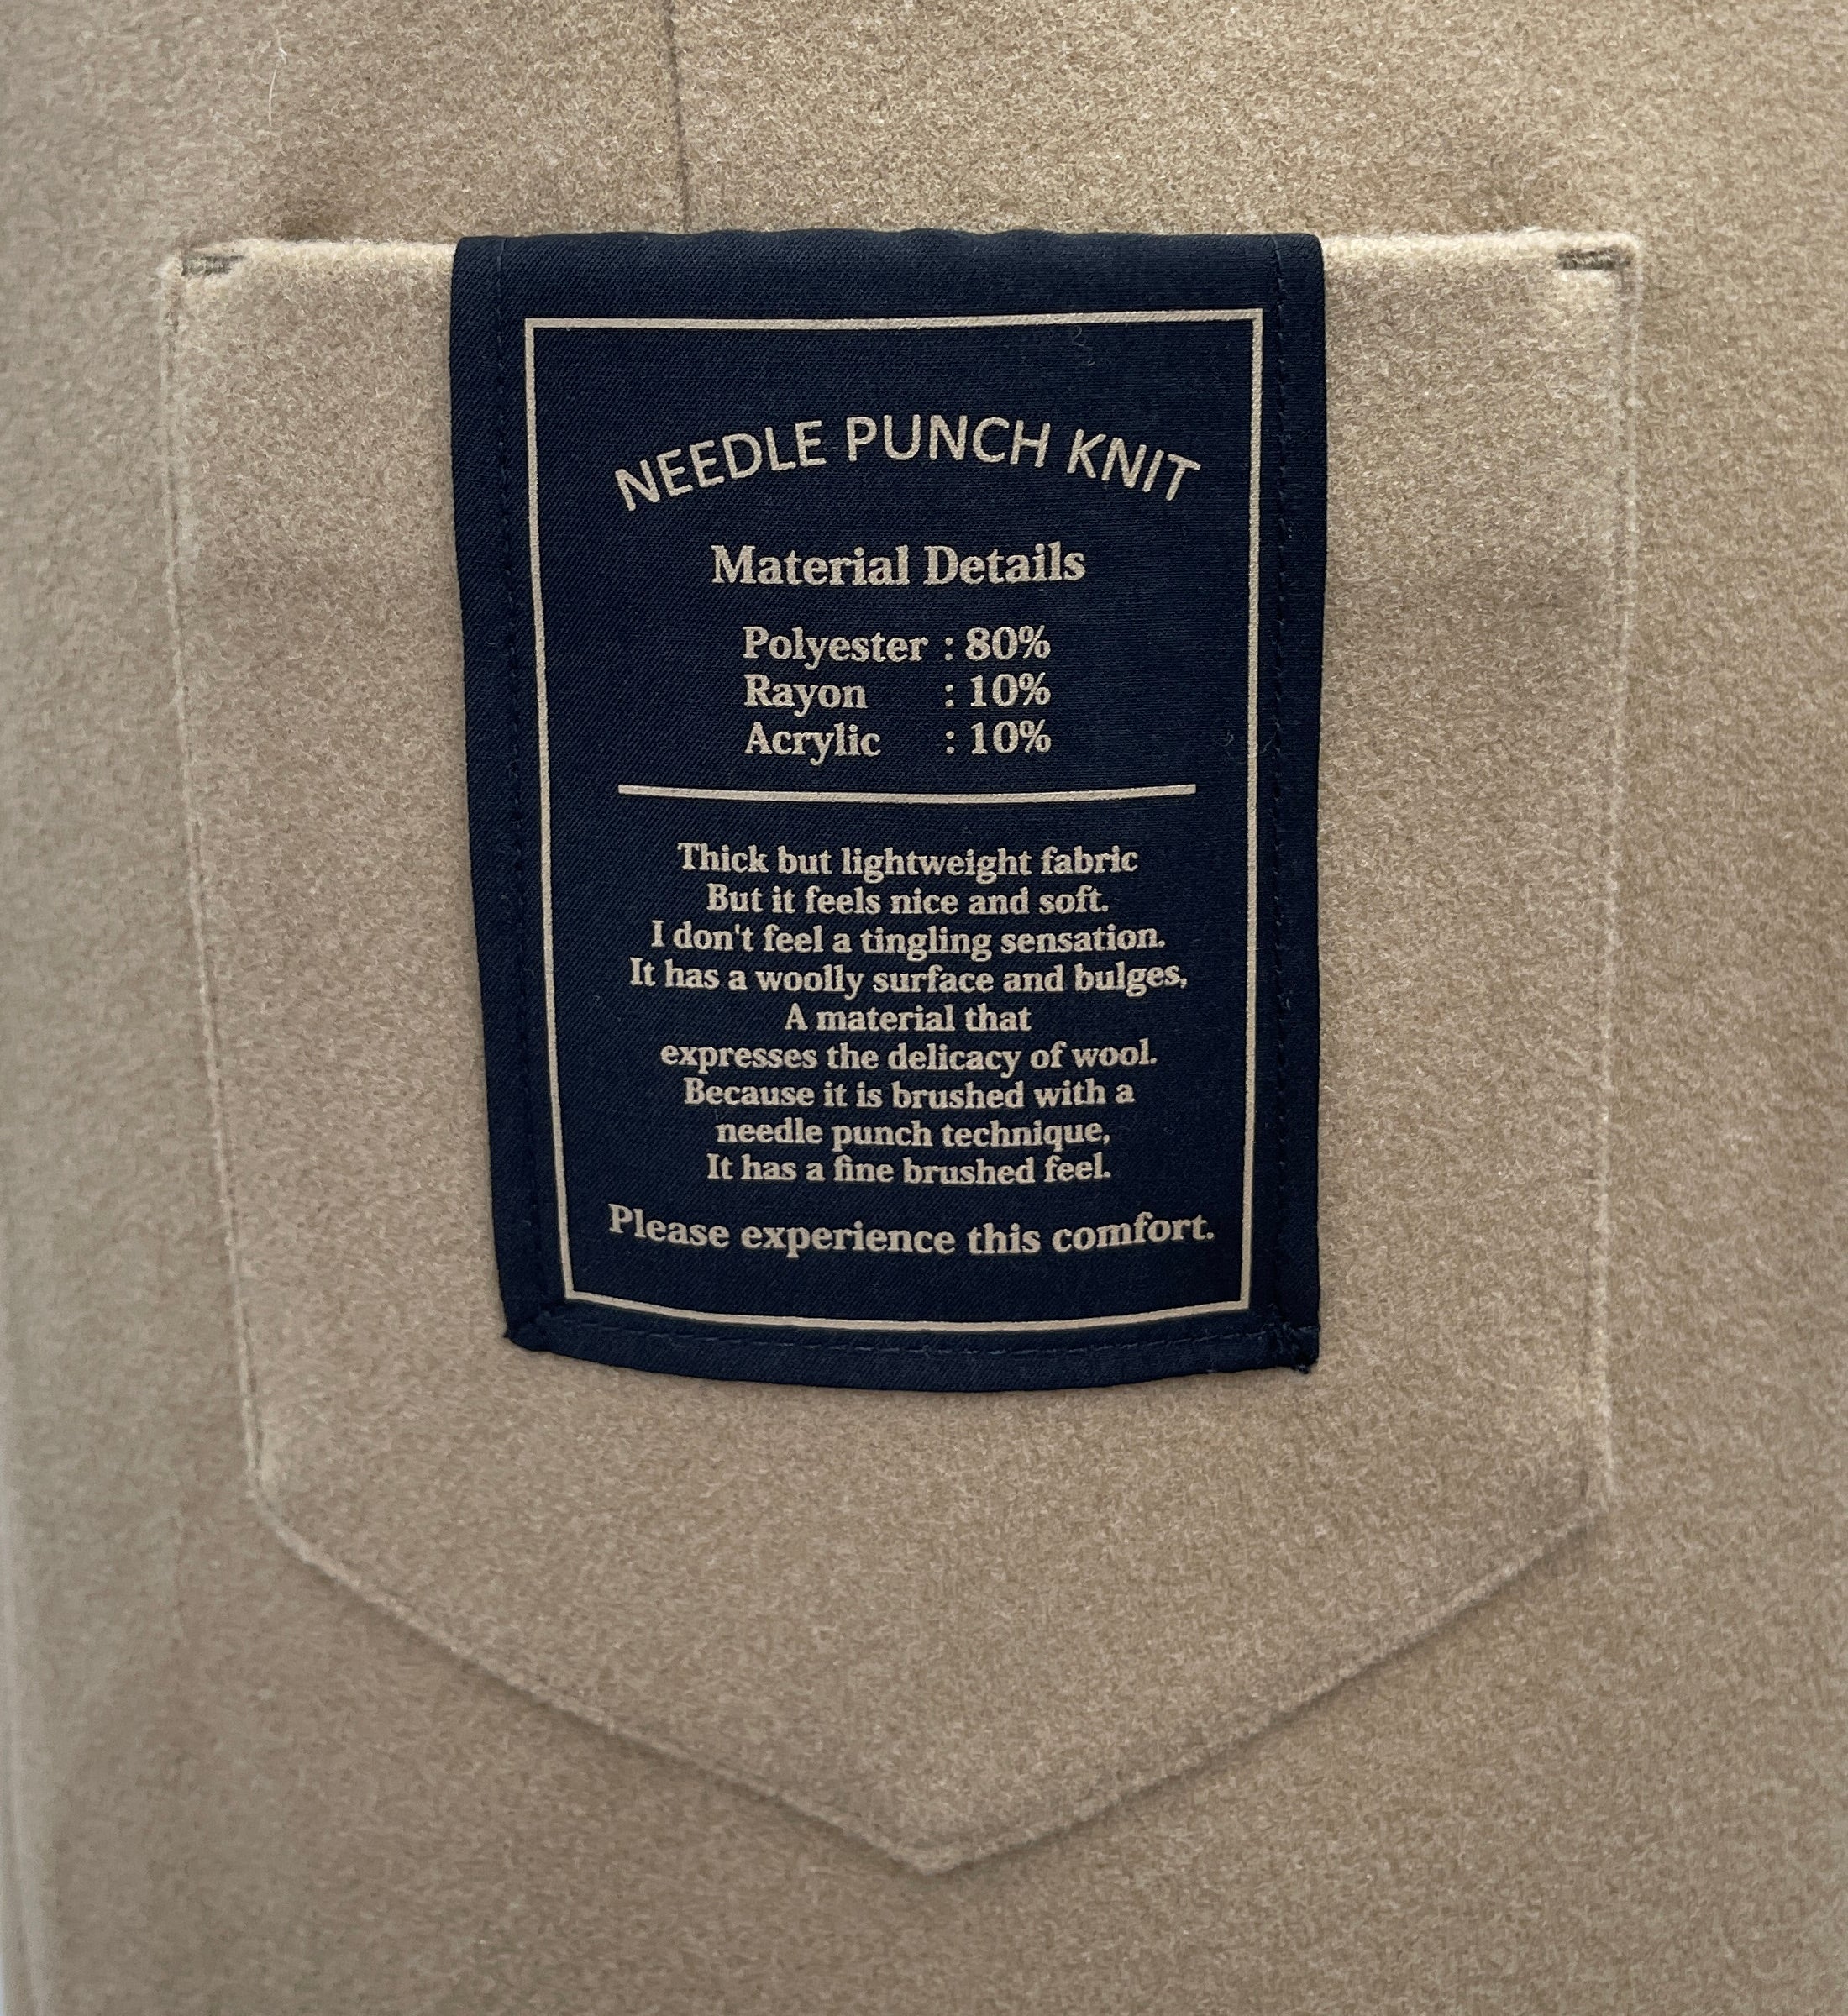 NEEDLE PUNCH KNIT
Material Details
Polyester : 80%
Rayon : 10%
Acrylic : 10%
Thick but lightweight fabric
But it feels nice and soft.
I don't feel a tingling sensation.
It has a woolly surface and bulges,
A material that
expresses the delicacy of wool.
Because it is brushed with a
needle punch technique,
It has a fine brushed feel.
Please experience this comfort.